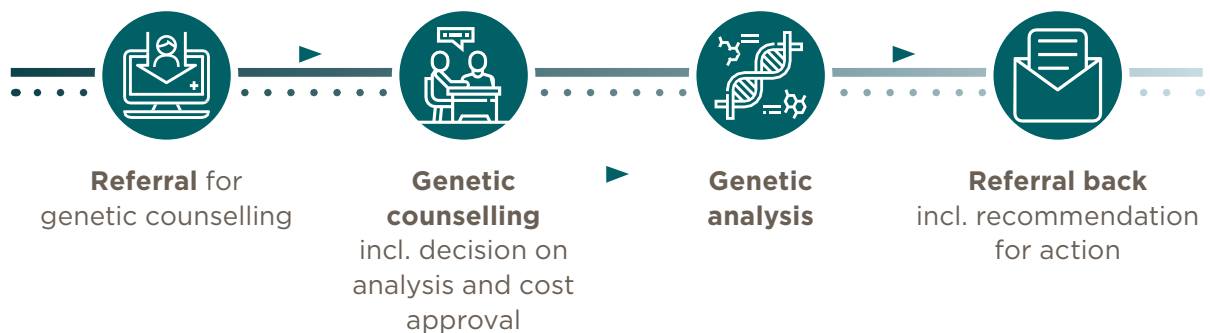 Referral for
genetic counselling
Genetic
counselling
incl. decision on
analysis and cost
approval
Genetic
analysis
Referral back
incl. recommendation
for action